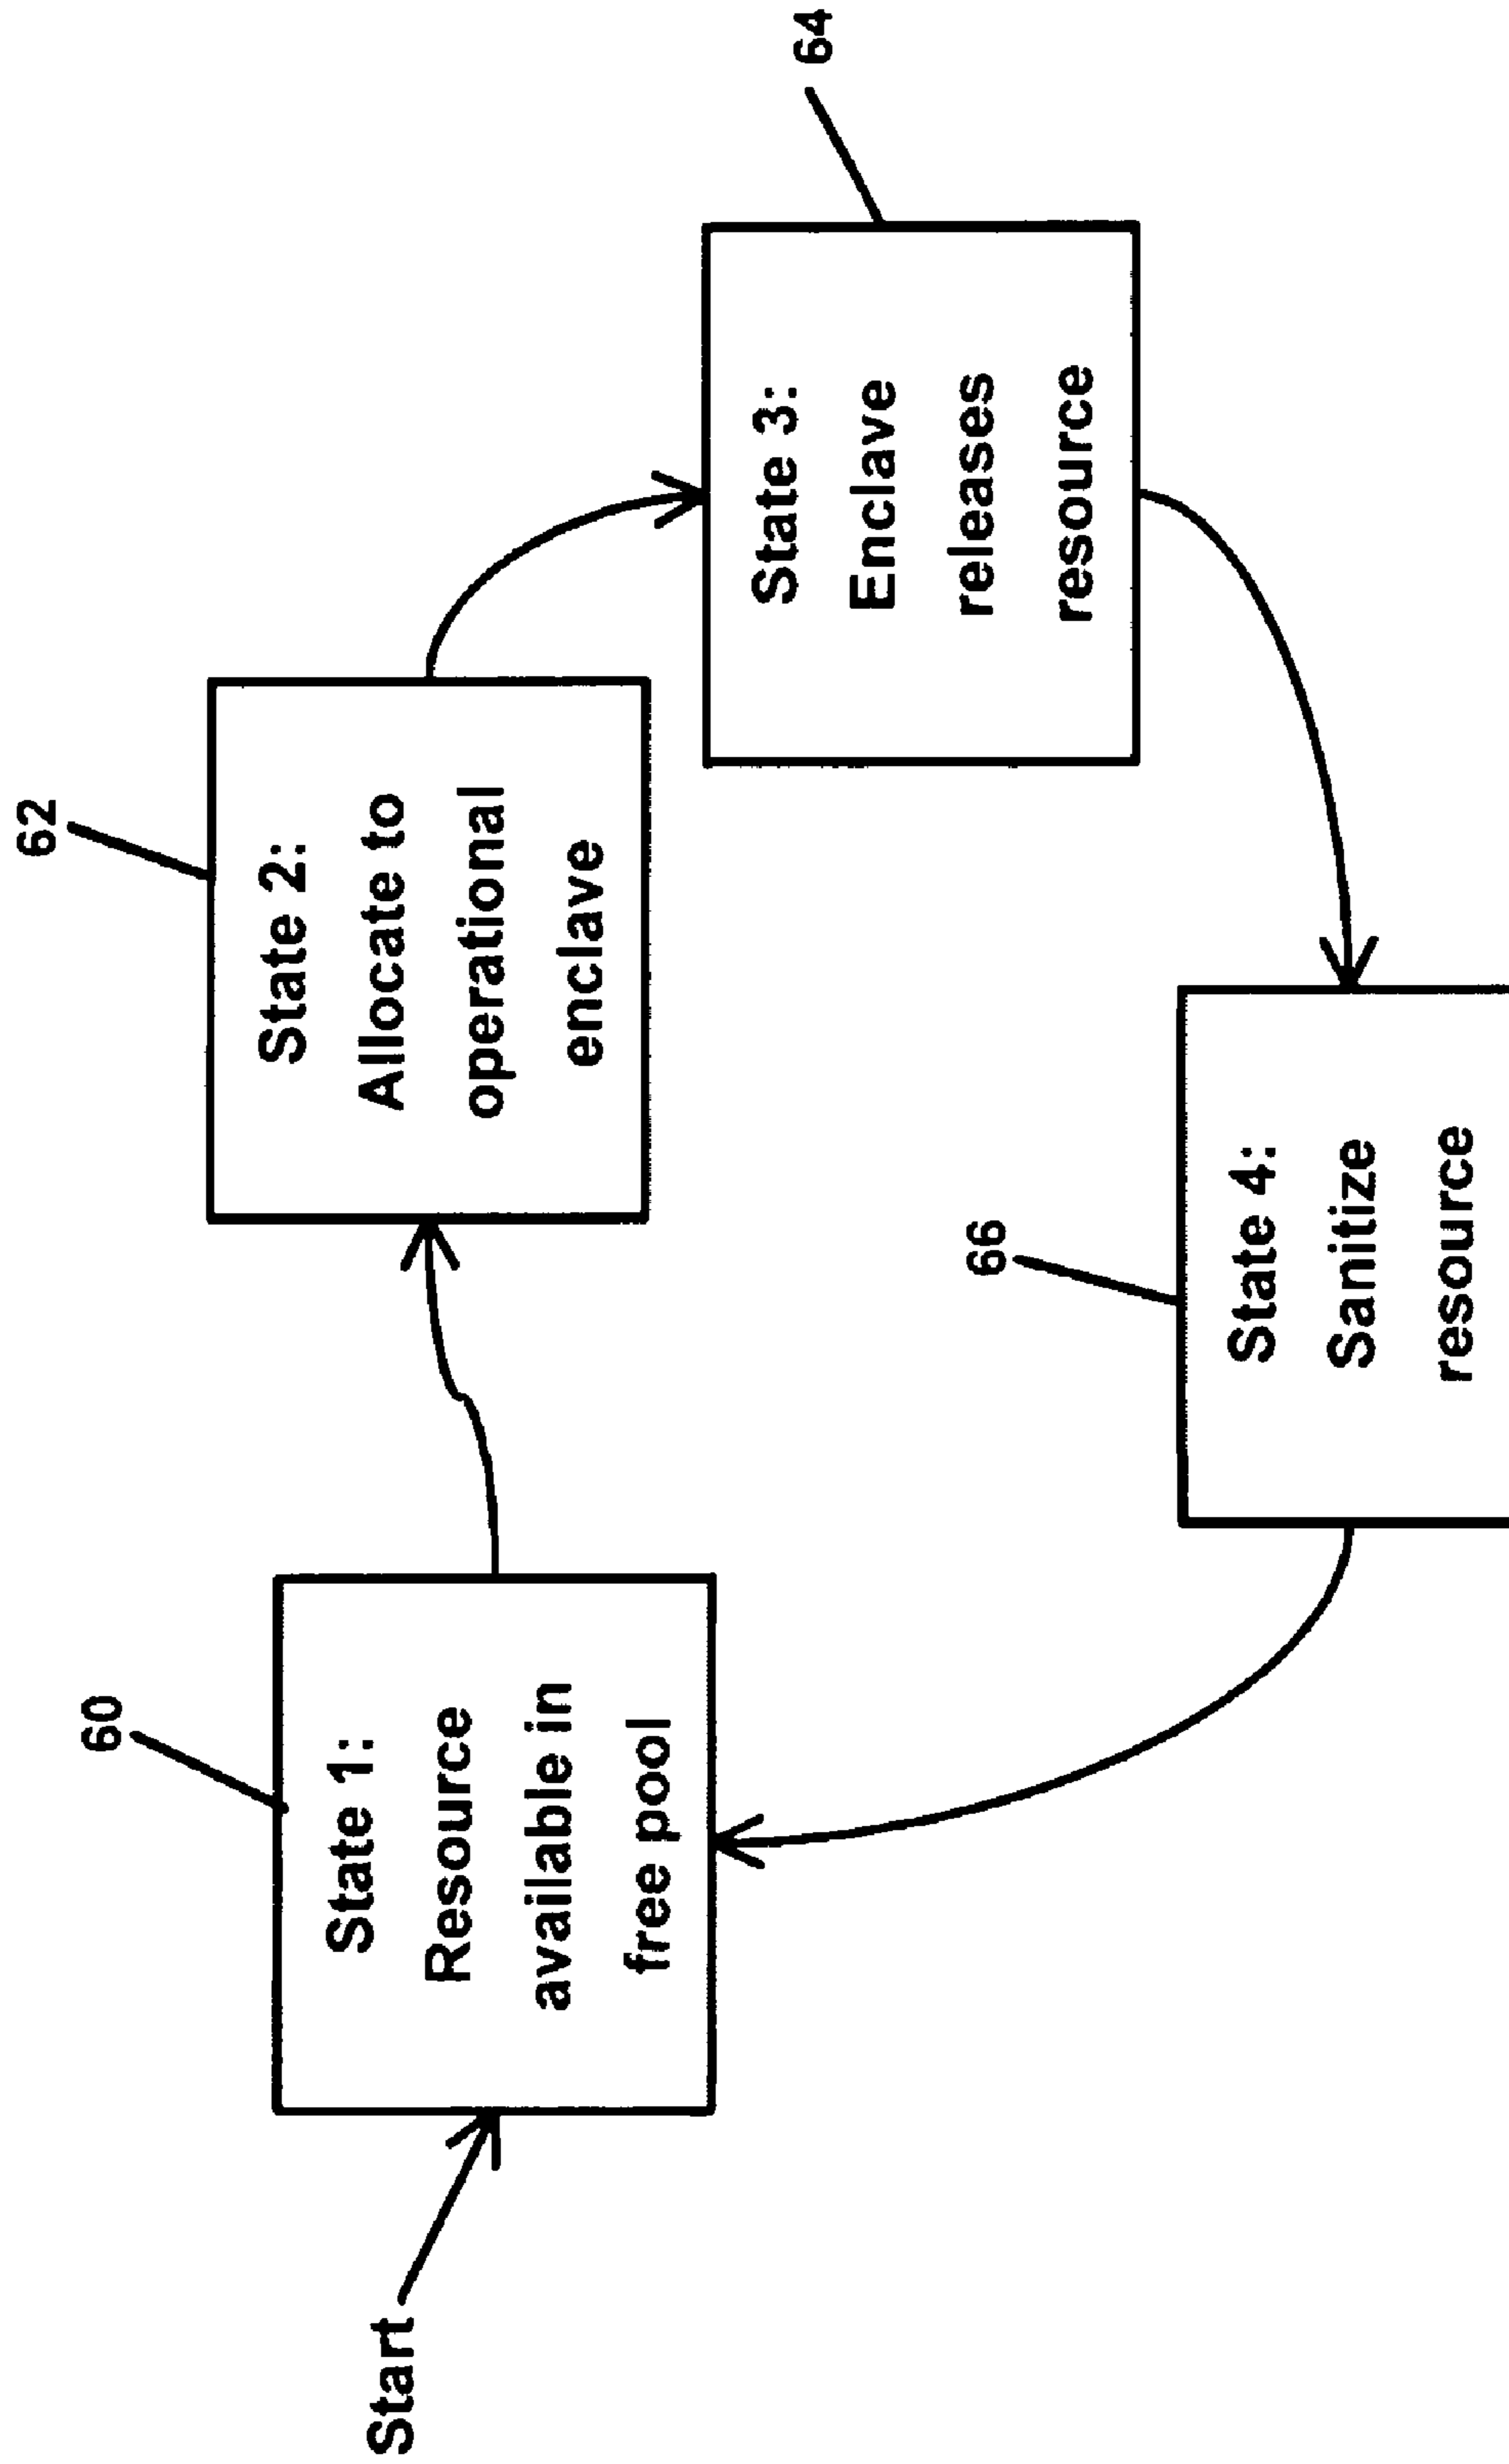 Start
60
State 1:
Resource
available in
free pool
62
State 2:
Allocate to
operational
enclave
64
State 3:
Enclave
releases
resource
66
State 4:
Sanitize
resource